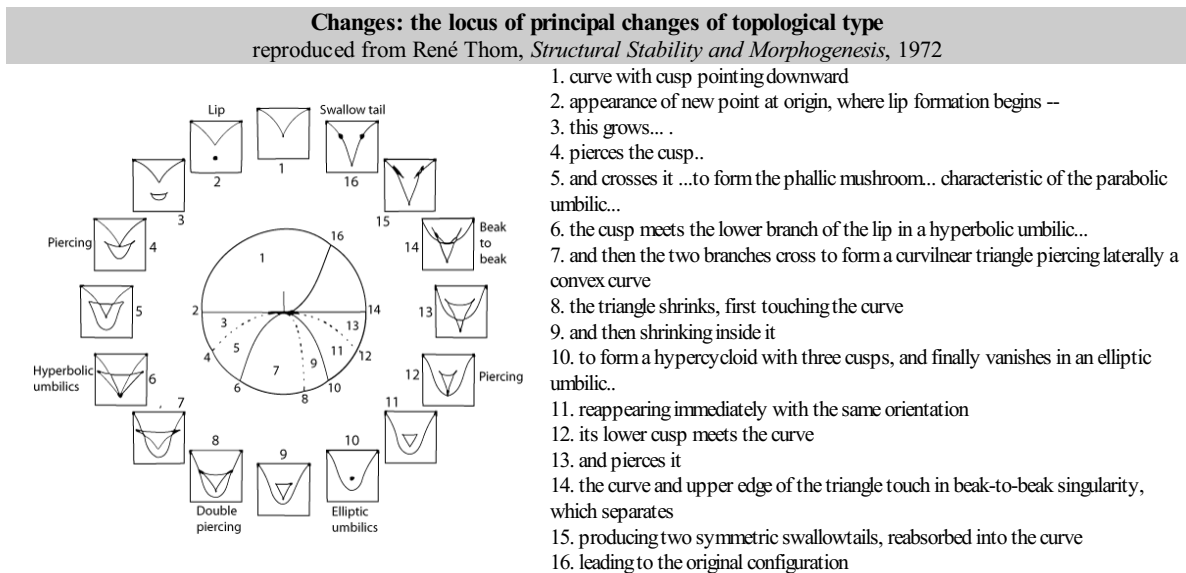 Changes: the locus of principal changes of topological type
reproduced from René Thom, Structural Stability and Morphogenesis, 1972
Lip
Swallow tail
1
2
16
3
15
Piercing
4
14
Beak
to
beak
5
13
Hyperbolic
umbilics
6
12
Piercing
7
11
8
9
10
Double
piercing
Elliptic
umbilics
16
1
2
14
3
13
4
5
11
12
7
9
6
8
10
1. curve with cusp pointing downward
2. appearance of new point at origin, where lip formation begins --
3. this grows... .
4. pierces the cusp..
5. and crosses it ...to form the phallic mushroom... characteristic of the parabolic
umbilic...
6. the cusp meets the lower branch of the lip in a hyperbolic umbilic...
7. and then the two branches cross to form a curvilnear triangle piercing laterally a
convex curve
8. the triangle shrinks, first touching the curve
9. and then shrinking inside it
10. to form a hypercycloid with three cusps, and finally vanishes in an elliptic
umbilic..
11. reappearing immediately with the same orientation
12. its lower cusp meets the curve
13. and pierces it
14. the curve and upper edge of the triangle touch in beak-to-beak singularity,
which separates
15. producing two symmetric swallowtails, reabsorbed into the curve
16. leading to the original configuration